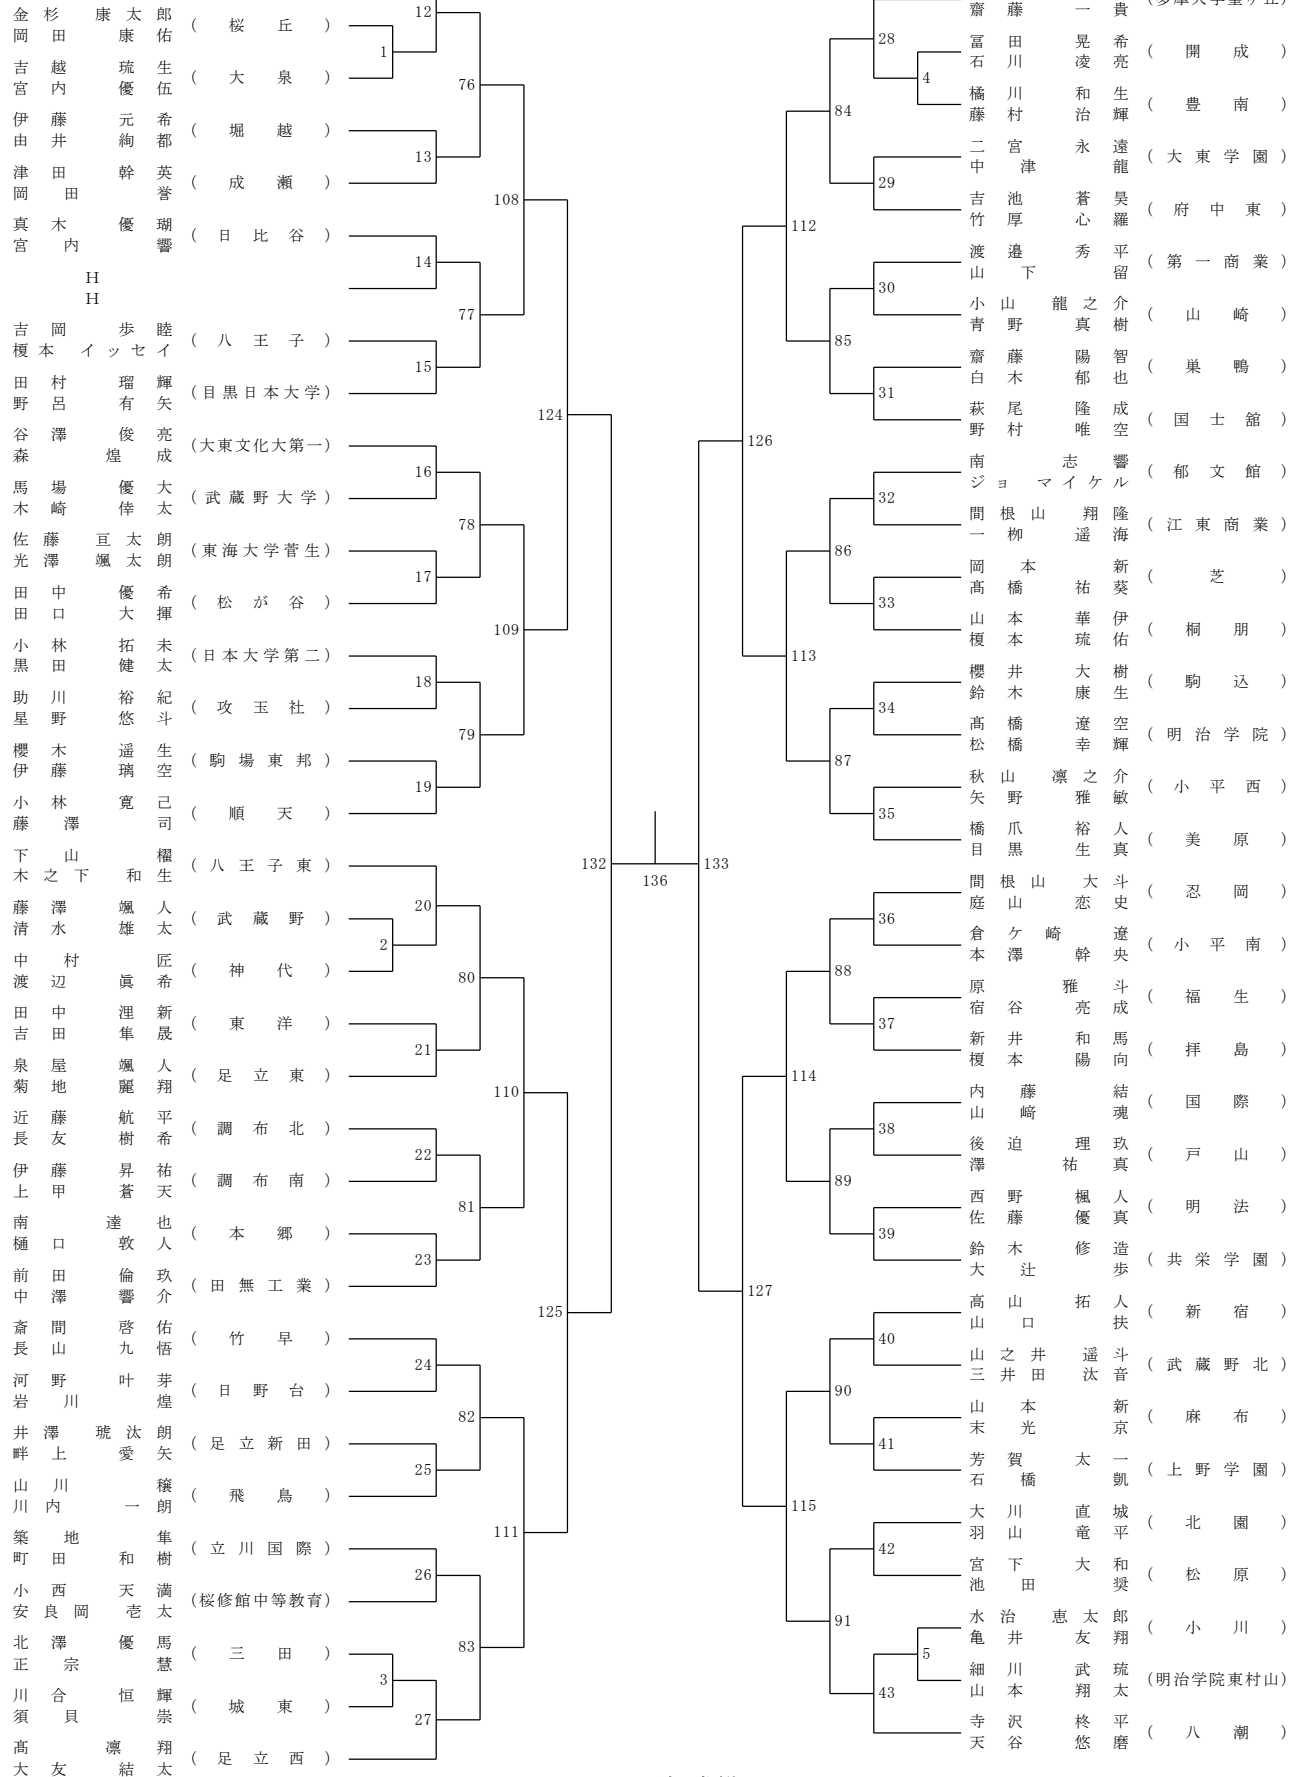 金杉 康太郎
岡田 康佑
(桜丘)
吉越 琉生
宮内 優伍
(大泉)
伊藤 元希
由井 絢都
(堀越)
津田 幹英
岡田 誉
(成瀬)
真木 優瑚
宮内 響
(日比谷)
H
H
吉岡 歩睦
榎本 イッセイ
(八王子)
田村 瑠輝
野呂 有矢
(目黒日本大学)
谷澤 俊亮
森 煌成
(大東文化大第一)
馬場 優大
木崎 倖太
(武蔵野大学)
佐藤 亘太朗
光澤 颯太朗
(東海大学菅生)
田中 優希
田口 大揮
(松が谷)
小林 拓未
黒田 健太
(日本大学第二)
助川 裕紀
星野 悠斗
(攻玉社)
櫻木 遥生
伊藤 璃空
(駒場東邦)
小林 寛己
藤澤 司
(順天)
下山 櫂
木之下 和生
(八王子東)
藤澤 颯人
清水 雄太
(武蔵野)
中村 匠
渡辺 眞希
(神代)
田中 浬新
吉田 隼晟
(東洋)
泉屋 颯人
菊地 麗翔
(足立東)
近藤 航平
長友 樹希
(調布北)
伊藤 昇祐
上甲 蒼天
(調布南)
南 達也
樋口 敦人
(本郷)
前田 倫玖
中澤 響介
(田無工業)
斎間 啓佑
長山 九悟
(竹早)
河野 叶芽
岩川 煌
(日野台)
井澤 琥汰朗
畔上 愛矢
(足立新田)
山川 穣
川内 一朗
(飛鳥)
築地 隼
町田 和樹
(立川国際)
小西 天満
安良岡 壱太
(桜修館中等教育)
北澤 優馬
正宗 慧
(三田)
川合 恒輝
須貝 崇
(城東)
髙 凛翔
大友 結太
(足立西)
1
2
3
12
13
14
15
16
17
18
19
20
21
22
23
24
25
26
27
76
77
78
79
80
81
82
83
108
109
110
111
124
125
132
136
133
126
127
112
113
114
115
84
85
86
87
88
89
90
91
28
29
30
31
32
33
34
35
36
37
38
39
40
41
42
43
4
5
齋藤 一貴
冨田 晃希
石川 凌亮
(開成)
橘川 和生
藤村 治輝
(豊南)
二宮 永遠
中津 龍
(大東学園)
吉池 蒼昊
竹厚 心羅
(府中東)
渡邉 秀平
山下 留
(第一商業)
小山 龍之介
青野 真樹
(山崎)
齋藤 陽智
白木 郁也
(巣鴨)
萩尾 隆成
野村 唯空
(国士舘)
南 志響
ジョ マイケル
(郁文館)
間根山 翔隆
一栁 遥海
(江東商業)
岡本 新
髙橋 祐葵
(芝)
山本 華伊
榎本 琉佑
(桐朋)
櫻井 大樹
鈴木 康生
(駒込)
髙橋 遼空
松橋 幸輝
(明治学院)
秋山 凛之介
矢野 雅敏
(小平西)
橋爪 裕人
目黒 生真
(美原)
間根山 大斗
庭山 恋史
(忍岡)
倉ケ崎 遼
本澤 幹央
(小平南)
原 雅斗
宿谷 亮成
(福生)
新井 和馬
榎本 陽向
(拝島)
内藤 結
山﨑 魂
(国際)
後迫 理玖
澤 祐真
(戸山)
西野 楓人
佐藤 優真
(明法)
鈴木 修造
大辻 歩
(共栄学園)
高山 拓人
山口 扶
(新宿)
山之井 遥斗
三井田 汰音
(武蔵野北)
山本 新
末光 京
(麻布)
芳賀 太一
石橋 凱
(上野学園)
大川 直城
羽山 竜平
(北園)
宮下 大和
池田 奨
(松原)
水治 恵太郎
亀井 友翔
(小川)
細川 武琉
山本 翔太
(明治学院東村山)
寺沢 柊平
天谷 悠磨
(八潮)